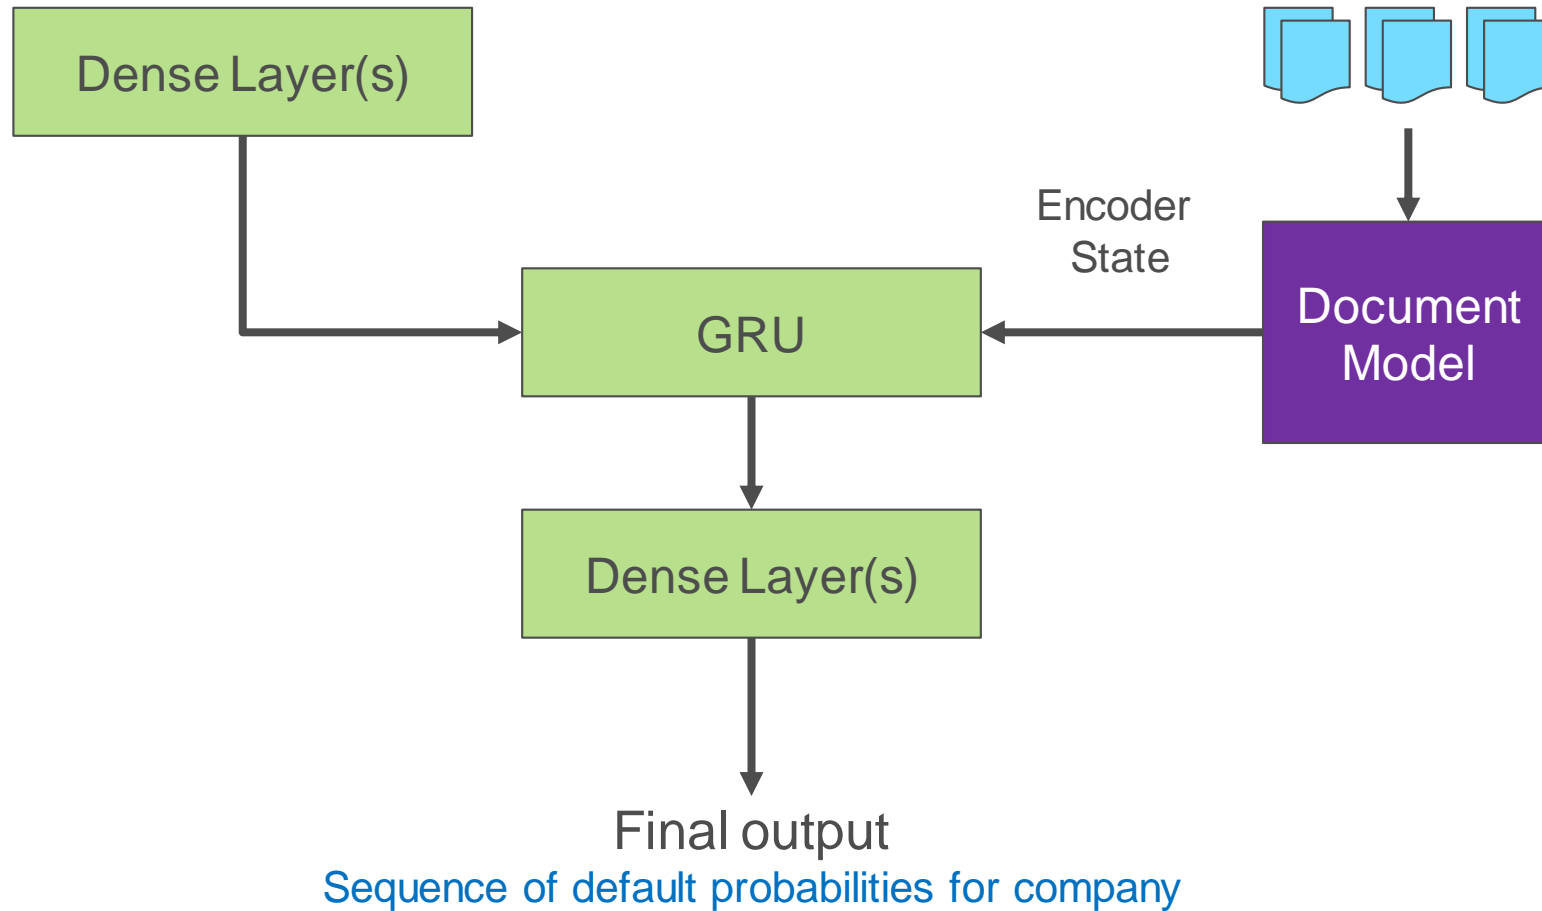 Dense Layer(s)
Encoder
State
GRU
Document
Model
Dense Layer(s)
Final output
Sequence of default probabilities for company